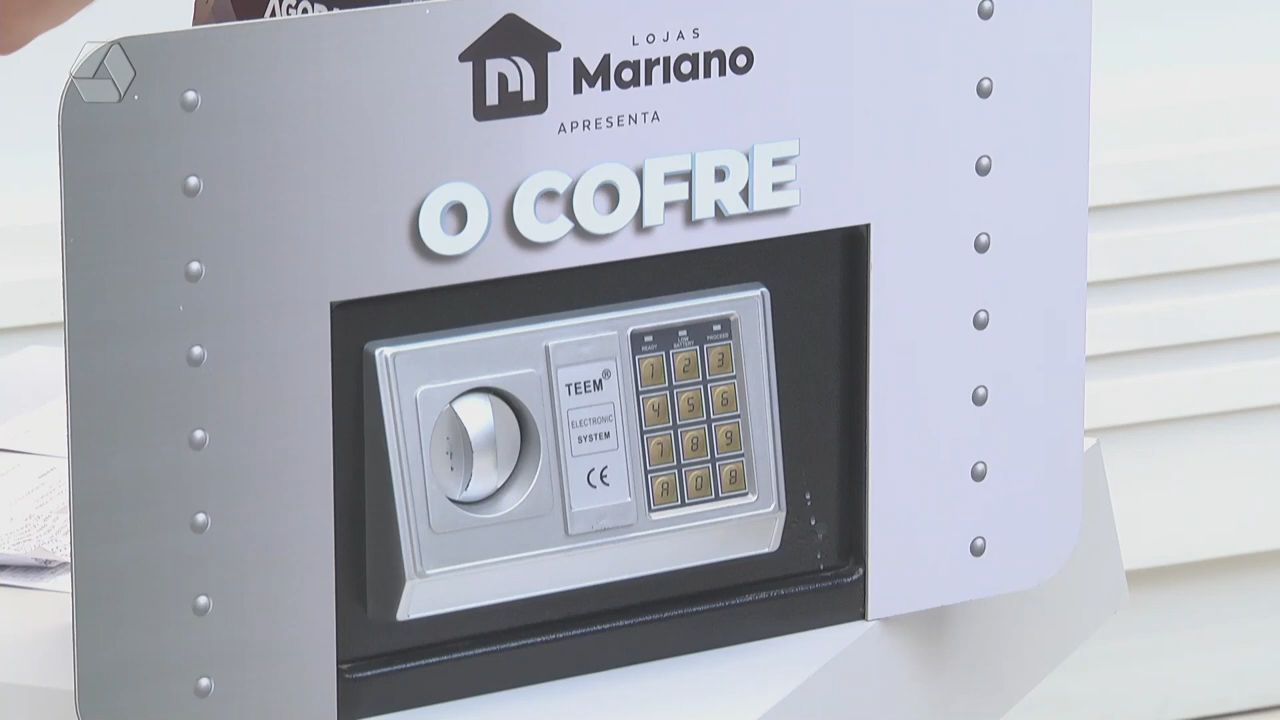 LOJAS
Mariano
APRESENTA
O COFRE
READY
LOW
BATTERY
PROCEED
TEEM®
ELECTRONIC
SYSTEM
CE
1 2 3
4 5 6
7 8 9
A 0 B